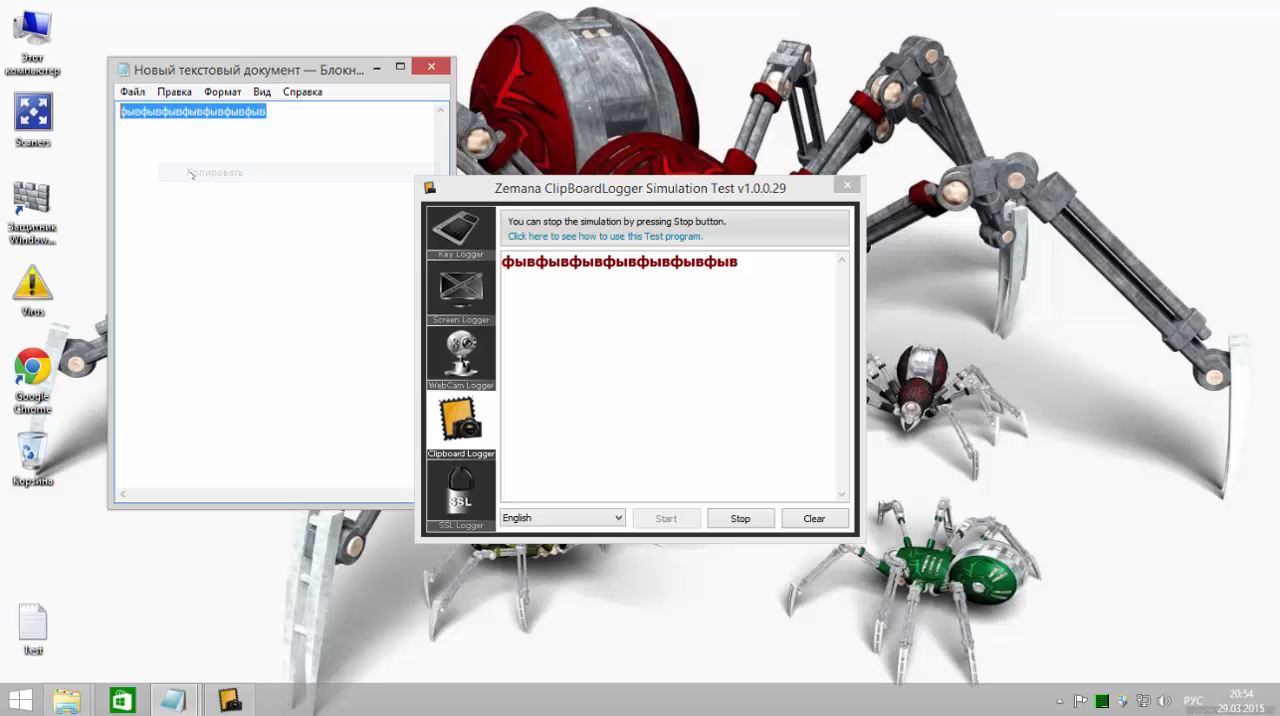 Этот
компьютер
Scaners
Защитник
Window...
Virus
Google
Chrome
Корзина
Test
Новый текстовый документ — Блокн...
Файл Правка Формат Вид Справка
фывфывфывфывфывфывфыв
Копировать
Zemana ClipBoardLogger Simulation Test v1.0.0.29
You can stop the simulation by pressing Stop button.
Click here to see how to use this Test program.
Key Logger
Screen Logger
WebCam Logger
Clipboard Logger
SSL
SSL Logger
фывфывфывфывфывфывфыв
English
Start
Stop
Clear
РУС
20:54
29.03.2015